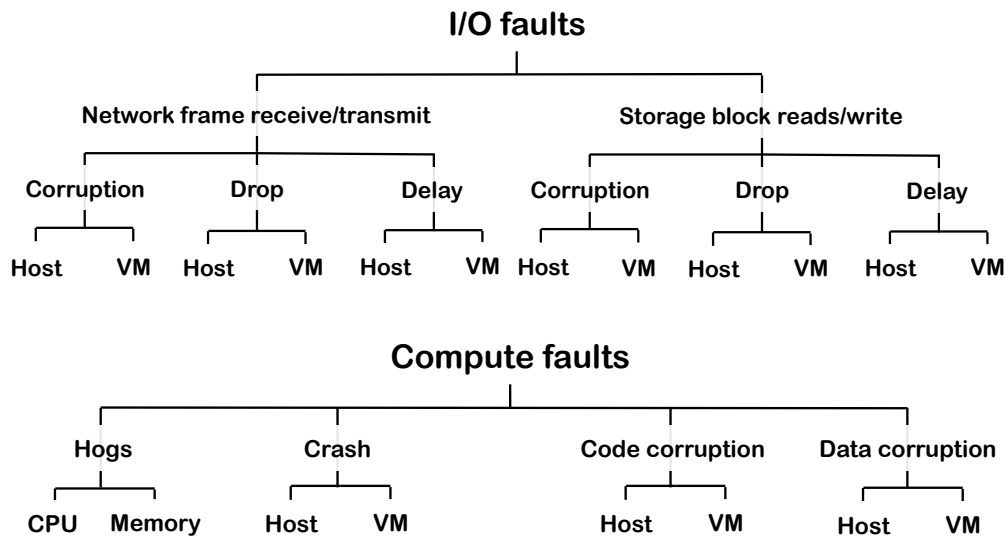 I/O faults
Network frame receive/transmit Storage block reads/write
Corruption Drop Delay Corruption Drop Delay
Host VM Host VM Host VM Host VM Host VM Host VM
Compute faults
Hogs Crash Code corruption Data corruption
CPU Memory Host VM Host VM Host VM